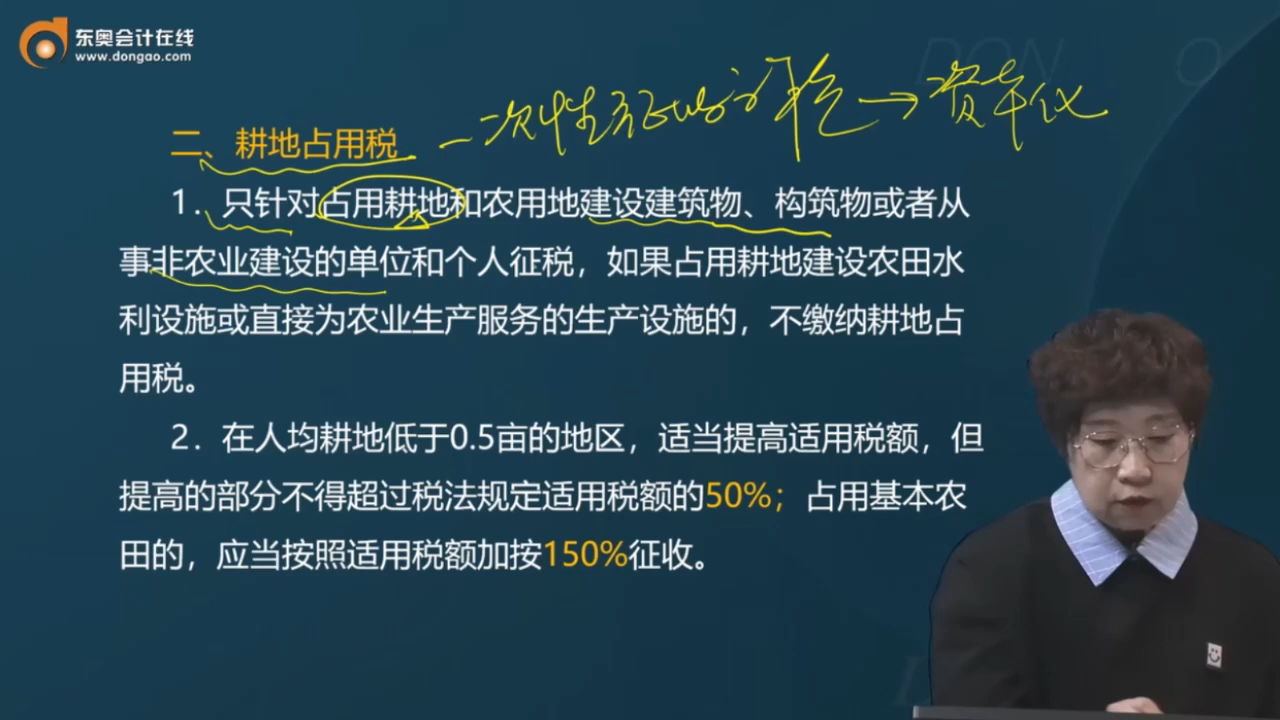 东奥会计在线
www.dongao.com
一次性 → 资本化
二、耕地占用税
1．只针对占用耕地和农用地建设建筑物、构筑物或者从
事非农业建设的单位和个人征税，如果占用耕地建设农田水
利设施或直接为农业生产服务的生产设施的，不缴纳耕地占
用税。
2．在人均耕地低于0.5亩的地区，适当提高适用税额，但
提高的部分不得超过税法规定适用税额的50%；占用基本农
田的，应当按照适用税额加按150%征收。